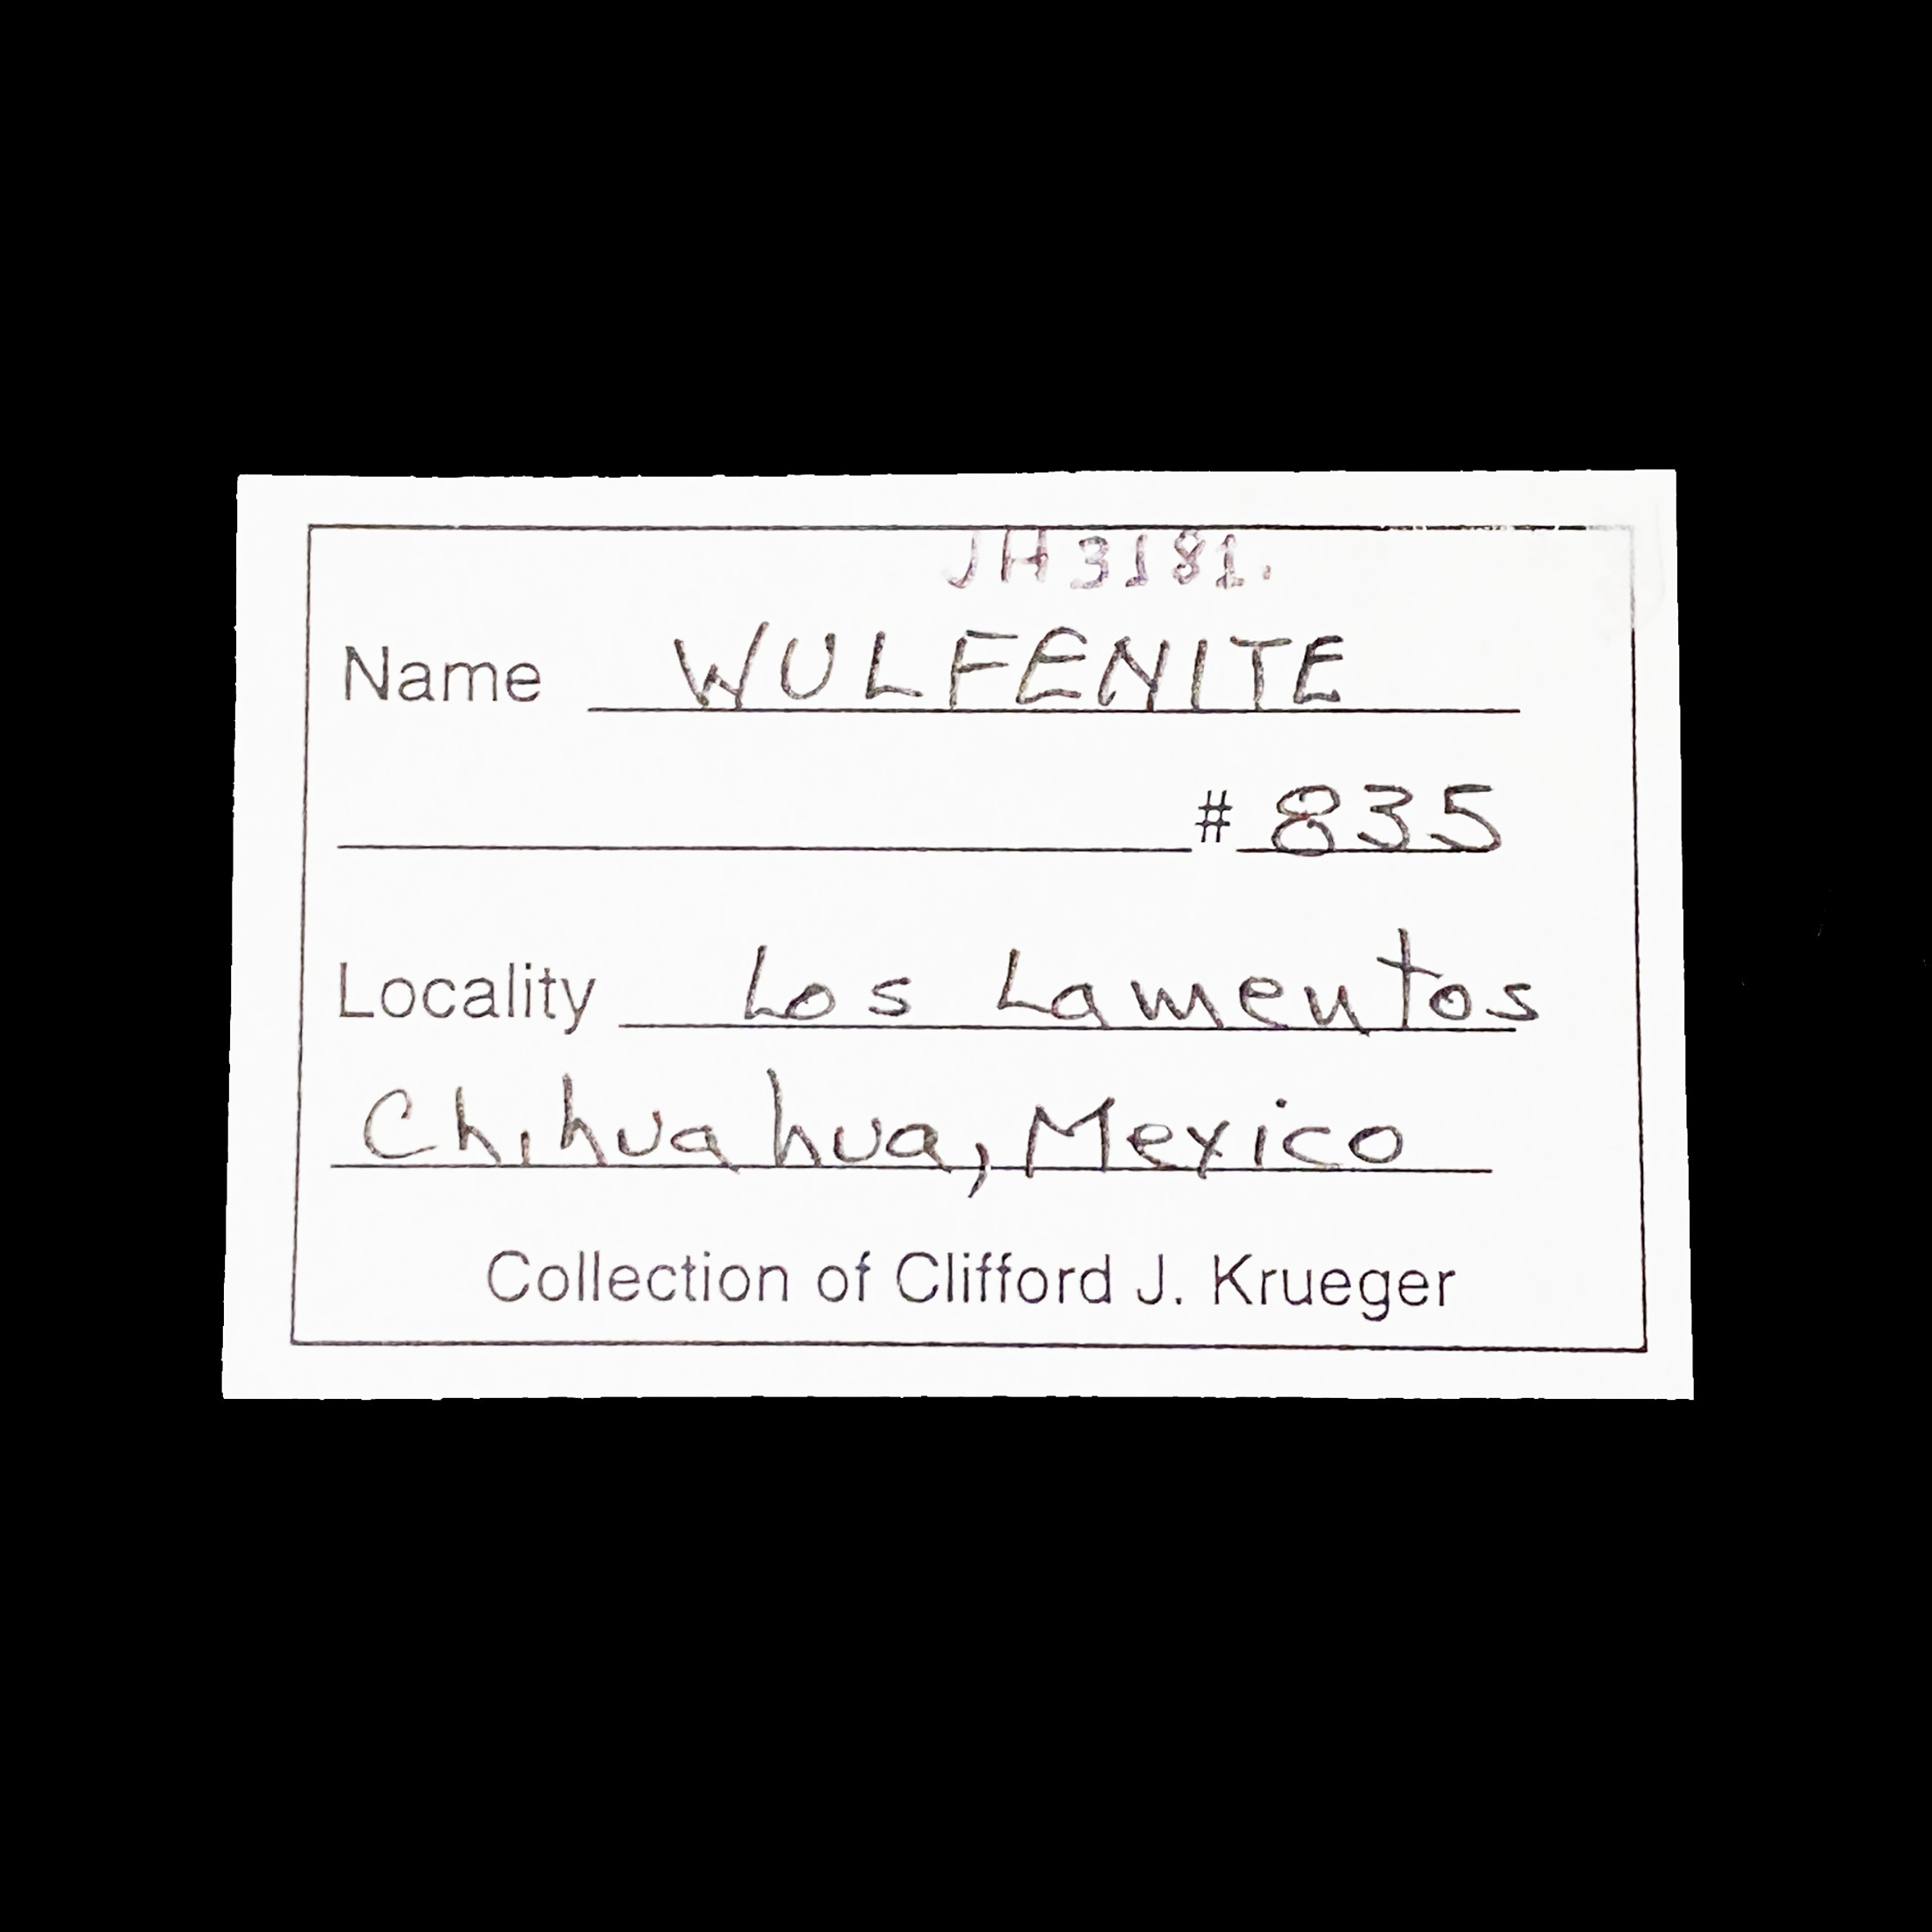 JH3181.
Name WULFENITE
# 835
Locality Los Lamentos
Chihuahua, Mexico
Collection of Clifford J. Krueger